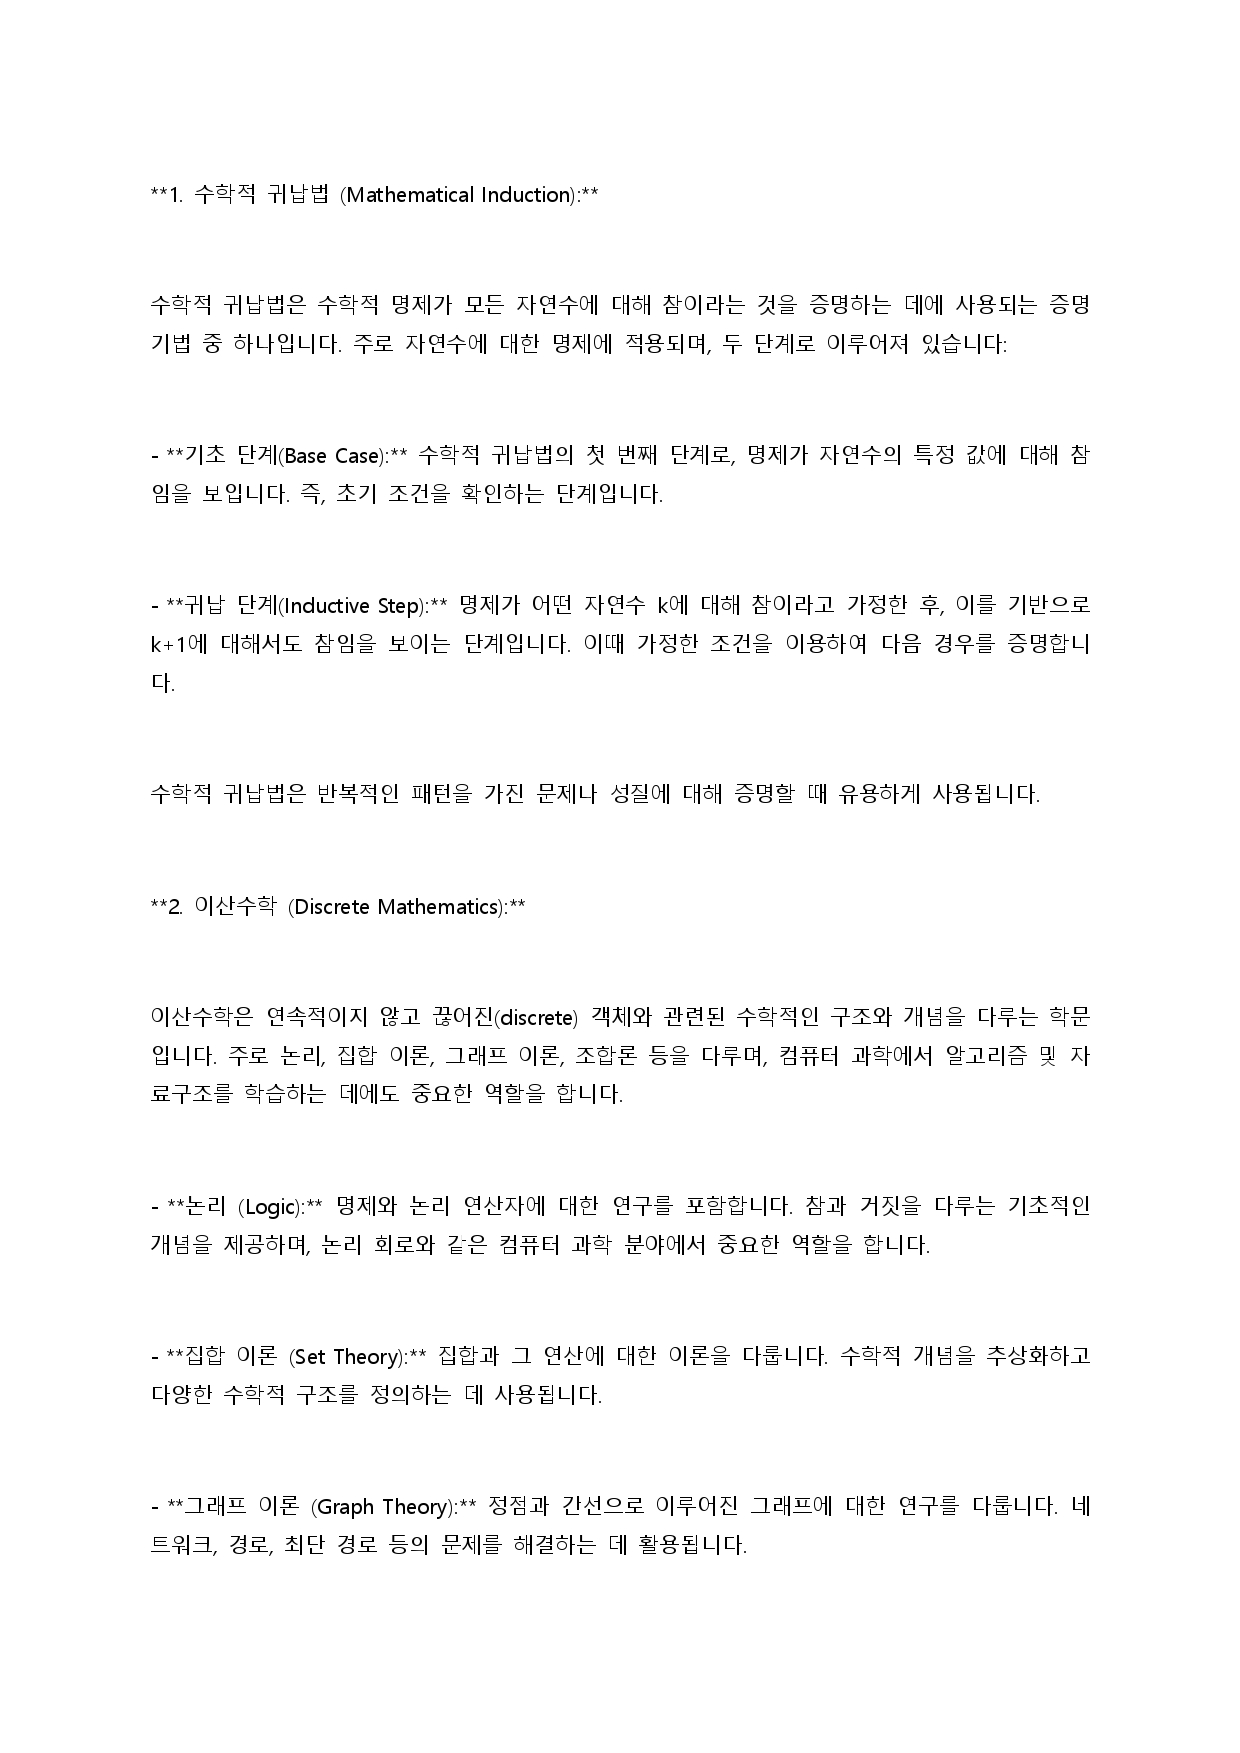 **1. 수학적 귀납법 (Mathematical Induction):**
수학적 귀납법은 수학적 명제가 모든 자연수에 대해 참이라는 것을 증명하는 데에 사용되는 증명
기법 중 하나입니다. 주로 자연수에 대한 명제에 적용되며, 두 단계로 이루어져 있습니다:
- **기초 단계(Base Case):** 수학적 귀납법의 첫 번째 단계로, 명제가 자연수의 특정 값에 대해 참
임을 보입니다. 즉, 초기 조건을 확인하는 단계입니다.
- **귀납 단계(Inductive Step):** 명제가 어떤 자연수 k에 대해 참이라고 가정한 후, 이를 기반으로
k+1에 대해서도 참임을 보이는 단계입니다. 이때 가정한 조건을 이용하여 다음 경우를 증명합니
다.
수학적 귀납법은 반복적인 패턴을 가진 문제나 성질에 대해 증명할 때 유용하게 사용됩니다.
**2. 이산수학 (Discrete Mathematics):**
이산수학은 연속적이지 않고 끊어진(discrete) 객체와 관련된 수학적인 구조와 개념을 다루는 학문
입니다. 주로 논리, 집합 이론, 그래프 이론, 조합론 등을 다루며, 컴퓨터 과학에서 알고리즘 및 자
료구조를 학습하는 데에도 중요한 역할을 합니다.
- **논리 (Logic):** 명제와 논리 연산자에 대한 연구를 포함합니다. 참과 거짓을 다루는 기초적인
개념을 제공하며, 논리 회로와 같은 컴퓨터 과학 분야에서 중요한 역할을 합니다.
- **집합 이론 (Set Theory):** 집합과 그 연산에 대한 이론을 다룹니다. 수학적 개념을 추상화하고
다양한 수학적 구조를 정의하는 데 사용됩니다.
- **그래프 이론 (Graph Theory):** 정점과 간선으로 이루어진 그래프에 대한 연구를 다룹니다. 네
트워크, 경로, 최단 경로 등의 문제를 해결하는 데 활용됩니다.